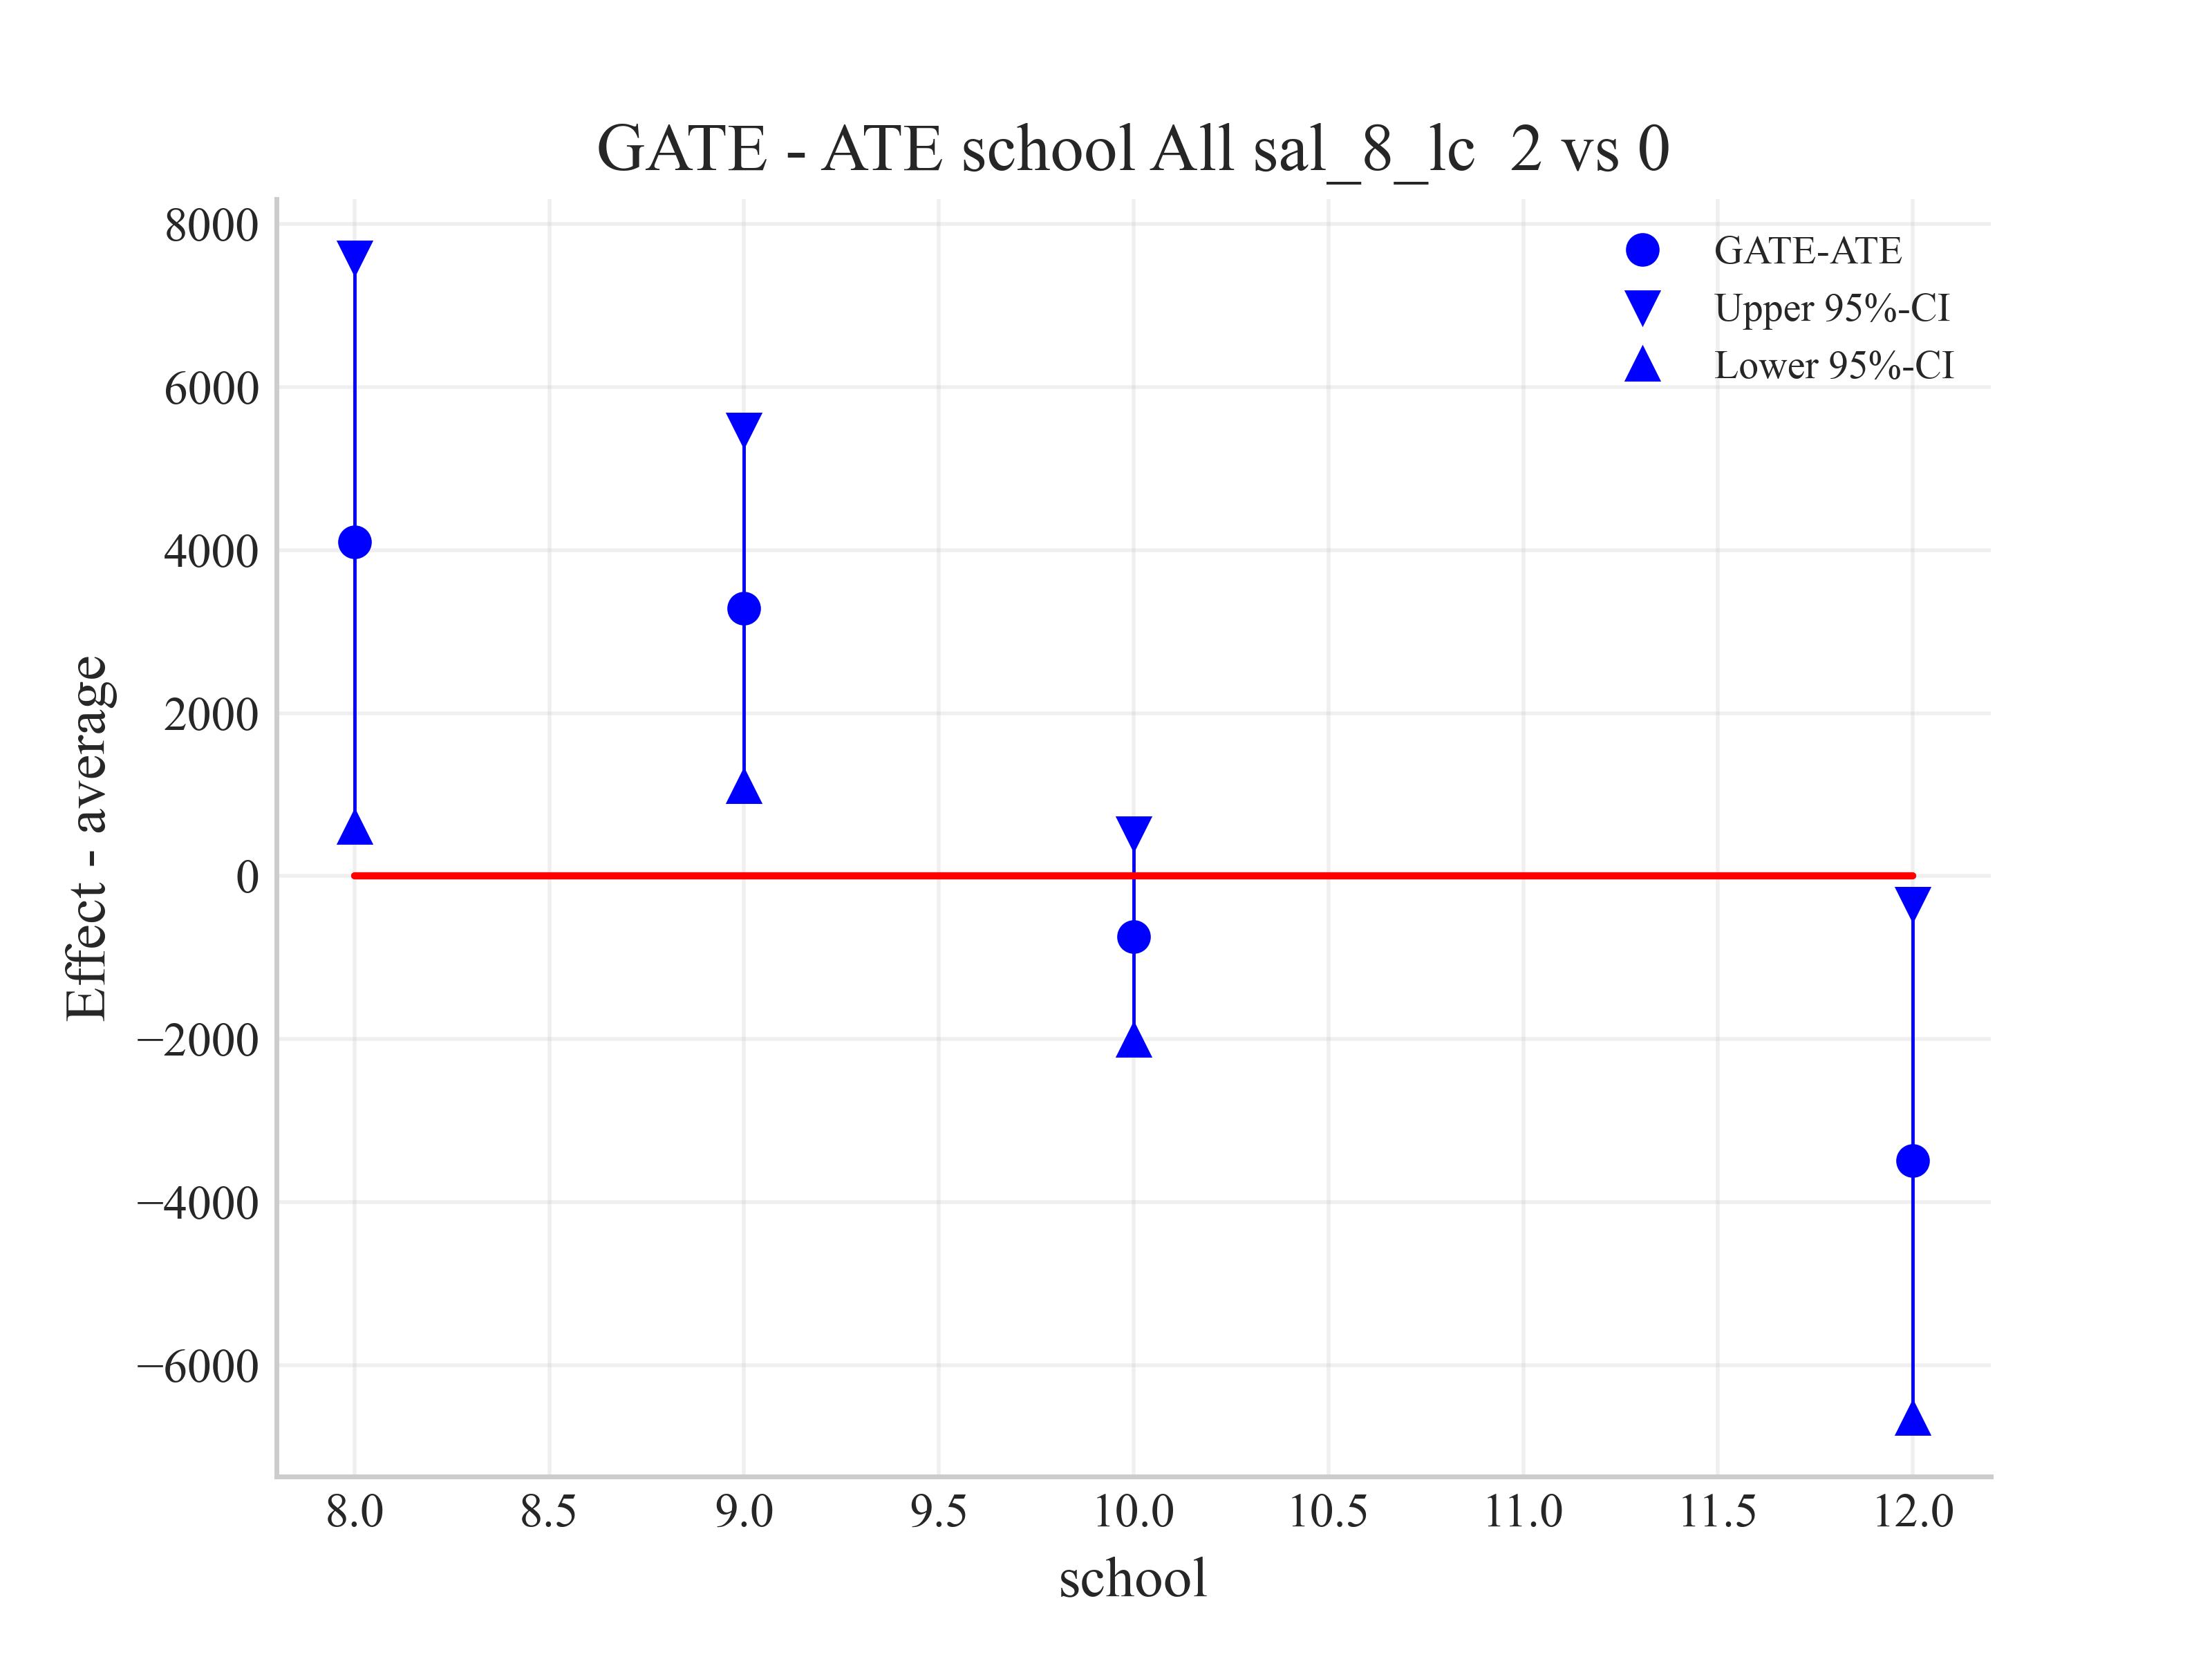 GATE - ATE school All sal_8_lc  2 vs 0
8000
6000
4000
2000
0
−2000
−4000
−6000
Effect - average
GATE-ATE
Upper 95%-CI
Lower 95%-CI
8.0 8.5 9.0 9.5 10.0 10.5 11.0 11.5 12.0
school